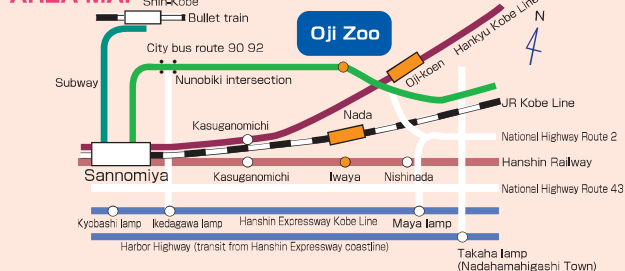 AREA MAP
Shin-Kobe
Bullet train
Oji Zoo
N
Hankyu Kobe Line
City bus route 90 92
Subway
Nunobiki intersection
Oji-koen
Nada
JR Kobe Line
Kasuganomichi
National Highway Route 2
Hanshin Railway
Sannomiya
Kasuganomichi
Iwaya
Nishinada
National Highway Route 43
Kyobashi lamp
Ikedagawa lamp
Hanshin Expressway Kobe Line
Maya lamp
Harbor Highway (transit from Hanshin Expressway coastline)
Takaha lamp
(Nadahamahigashi Town)